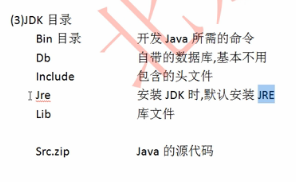 (3)JDK 目录
Bin 目录 开发 Java 所需的命令
Db 自带的数据库,基本不用
Include 包含的头文件
Jre 安装 JDK 时,默认安装 JRE
Lib 库文件
Src.zip Java 的源代码